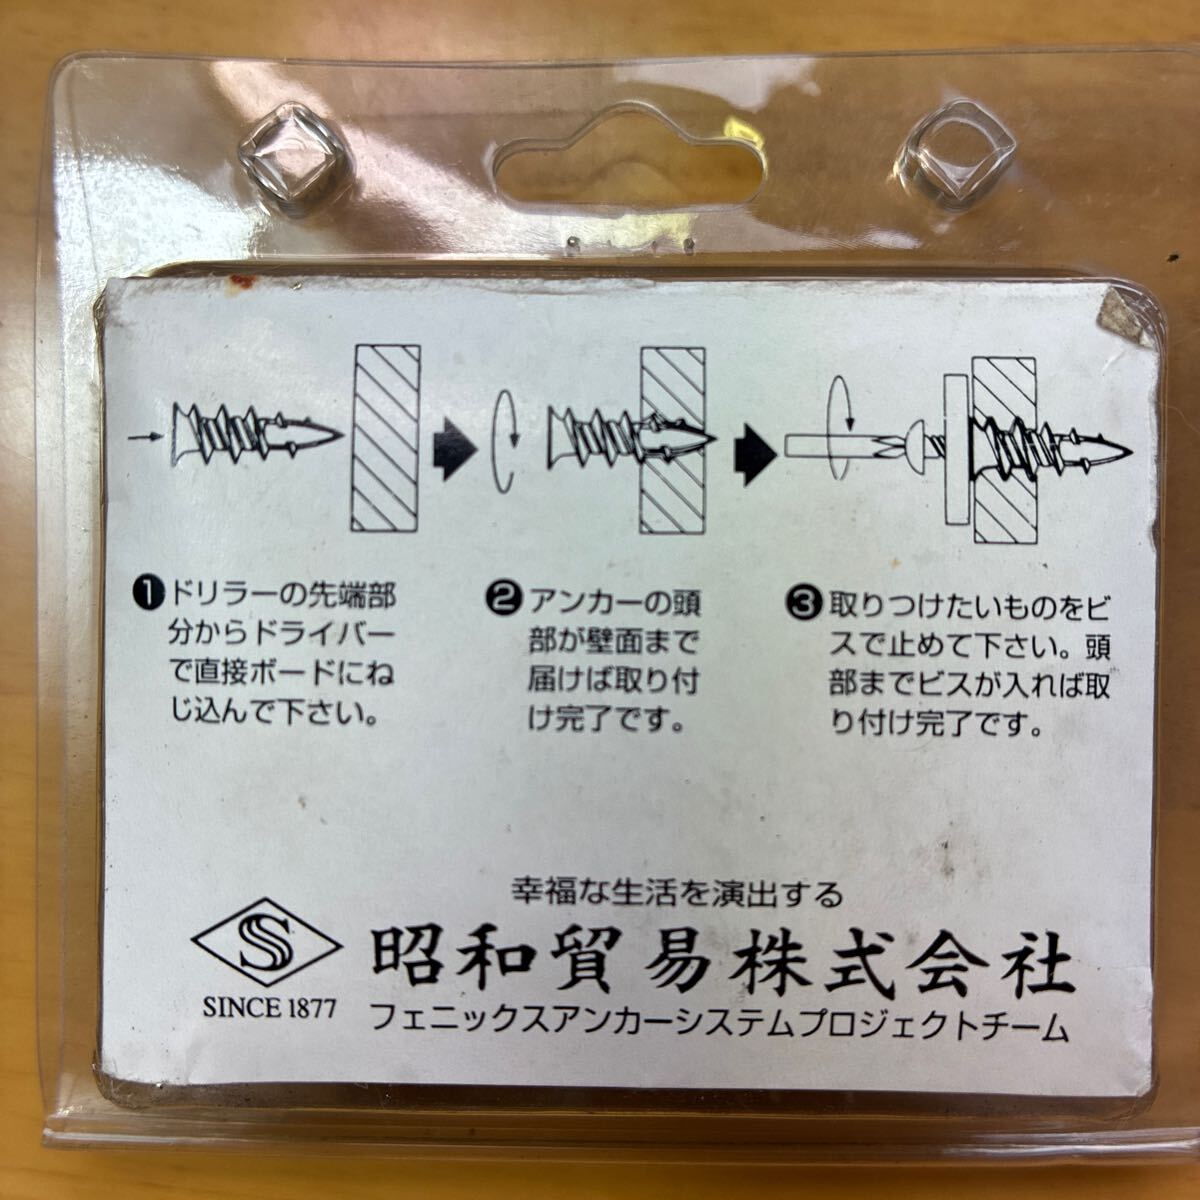 ❶ドリラーの先端部
分からドライバー
で直接ボードにね
じ込んで下さい。
❷アンカーの頭
部が壁面まで
届けば取り付
け完了です。
❸取りつけたいものをビ
スで止めて下さい。頭
部までビスが入れば取
り付け完了です。
幸福な生活を演出する
S
SINCE 1877
昭和貿易株式会社
フェニックスアンカーシステムプロジェクトチーム